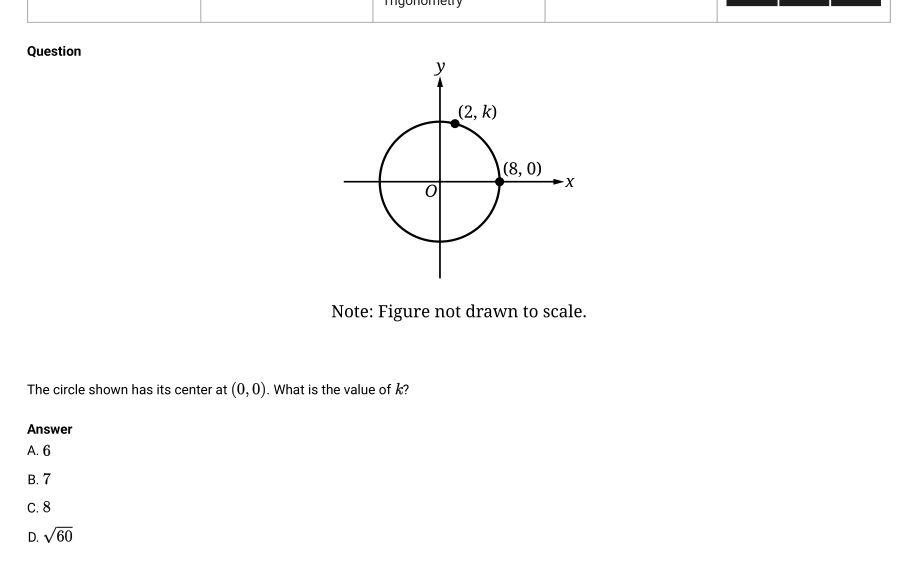 Trigonometry
Question
y
(2, k)
(8, 0)
x
O
Note: Figure not drawn to scale.
The circle shown has its center at (0, 0). What is the value of k?
Answer
A. 6
B. 7
C. 8
D. √60